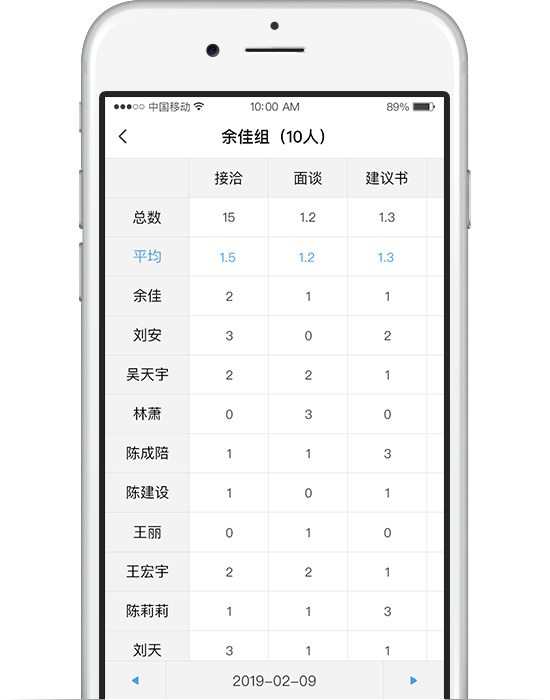 中国移动 10:00 AM 89%
余佳组（10人）
接洽 面谈 建议书
总数 15 1.2 1.3
平均 1.5 1.2 1.3
余佳 2 1 1
刘安 3 0 2
吴天宇 2 2 1
林萧 0 3 0
陈成陪 1 1 3
陈建设 1 0 1
王丽 0 1 0
王宏宇 2 2 1
陈莉莉 1 1 3
刘天 3 1 1
2019-02-09